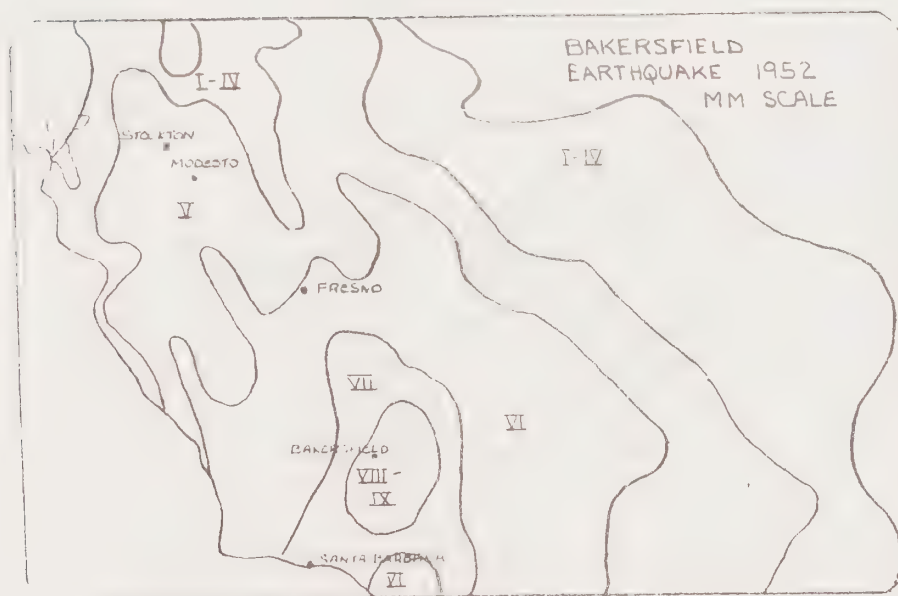 BAKERSFIELD
EARTHQUAKE 1952
MM SCALE
I-IV
STOCKTON
MODESTO
I-IV
V
FRESNO
VII
VI
BAKERSFIELD
VIII-
IX
SANTA BARBARA
VI